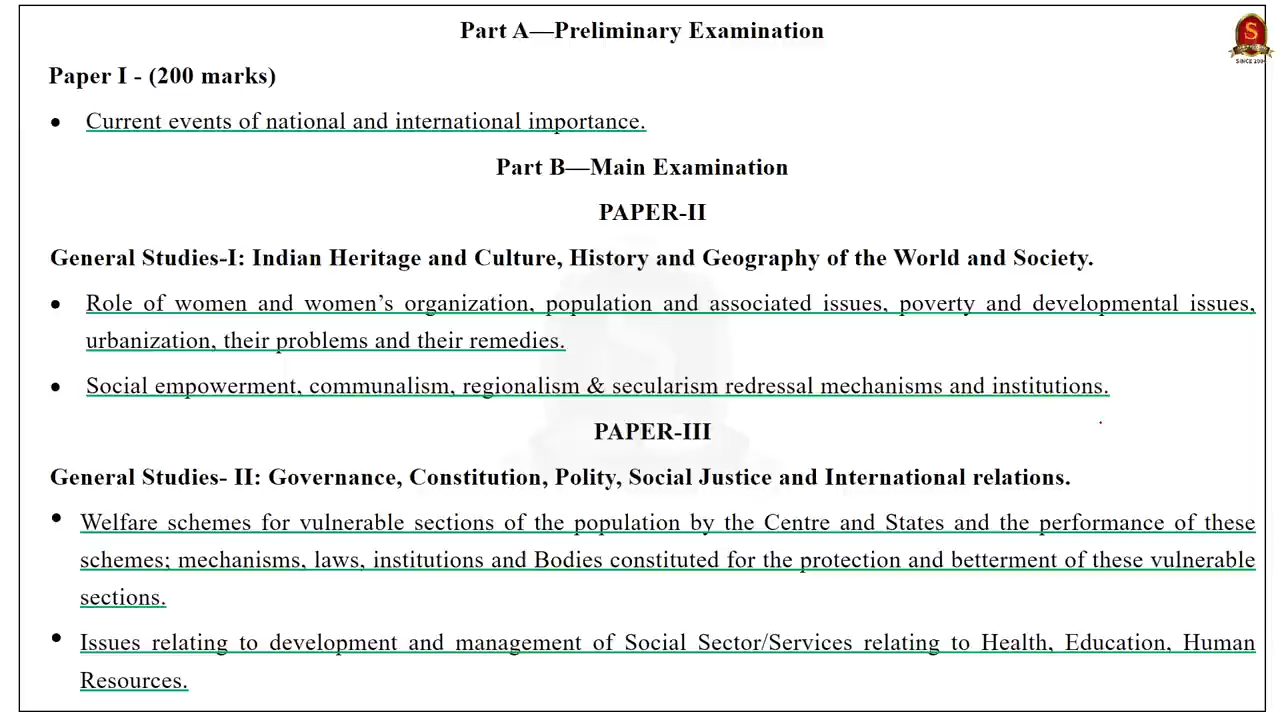 Part A—Preliminary Examination
Paper I - (200 marks)
• Current events of national and international importance.
Part B—Main Examination
PAPER-II
General Studies-I: Indian Heritage and Culture, History and Geography of the World and Society.
• Role of women and women’s organization, population and associated issues, poverty and developmental issues,
urbanization, their problems and their remedies.
• Social empowerment, communalism, regionalism & secularism redressal mechanisms and institutions.
PAPER-III
General Studies- II: Governance, Constitution, Polity, Social Justice and International relations.
• Welfare schemes for vulnerable sections of the population by the Centre and States and the performance of these
schemes; mechanisms, laws, institutions and Bodies constituted for the protection and betterment of these vulnerable
sections.
• Issues relating to development and management of Social Sector/Services relating to Health, Education, Human
Resources.
S
SINCE 2004